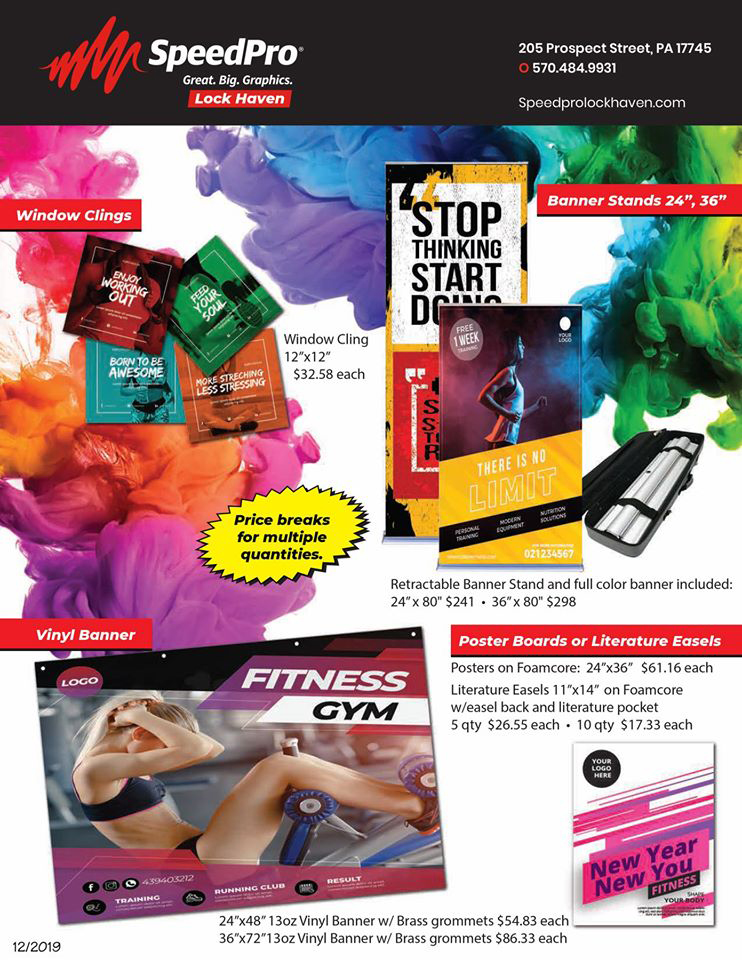 SpeedPro®
Great. Big. Graphics.
Lock Haven
205 Prospect Street, PA 17745
O 570.484.9931
Speedprolockhaven.com
Window Clings
ENJOY
WORKING
OUT
FEED
YOUR
SOUL
BORN TO BE
AWESOME
MORE STRECHING
LESS STRESSING
Window Cling
12”x12”
$32.58 each
Banner Stands 24”, 36”
STOP
THINKING
START
DOING
FREE
1 WEEK
TRAINING
YOUR
LOGO
THERE IS NO
LIMIT
PERSONAL
TRAINING
MODERN
EQUIPMENT
NUTRITION
SOLUTIONS
FOR MORE INFORMATION
021234567
Price breaks
for multiple
quantities.
Retractable Banner Stand and full color banner included:
24” x 80" $241 • 36” x 80" $298
Vinyl Banner
LOGO
FITNESS
GYM
439403212
TRAINING
RUNNING CLUB
RESULT
24”x48” 13oz Vinyl Banner w/ Brass grommets $54.83 each
36”x72”13oz Vinyl Banner w/ Brass grommets $86.33 each
Poster Boards or Literature Easels
Posters on Foamcore: 24”x36” $61.16 each
Literature Easels 11”x14” on Foamcore
w/easel back and literature pocket
5 qty $26.55 each • 10 qty $17.33 each
YOUR
LOGO
HERE
New Year
New You
FITNESS
SHAPE
YOUR BODY
12/2019